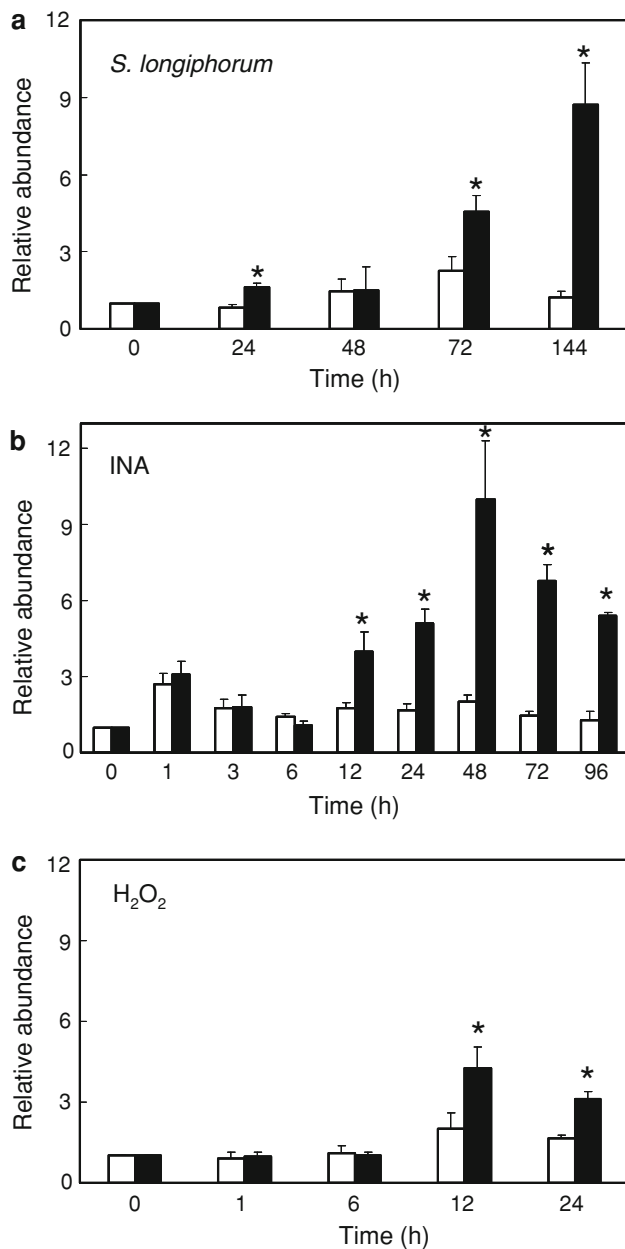 a
S. longiphorum
12
9
6
3
0
Relative abundance
* * *
0 24 48 72 144
Time (h)
b
INA
12
9
6
3
0
Relative abundance
* * * * *
0 1 3 6 12 24 48 72 96
Time (h)
c
H₂O₂
12
9
6
3
0
Relative abundance
* *
0 1 6 12 24
Time (h)